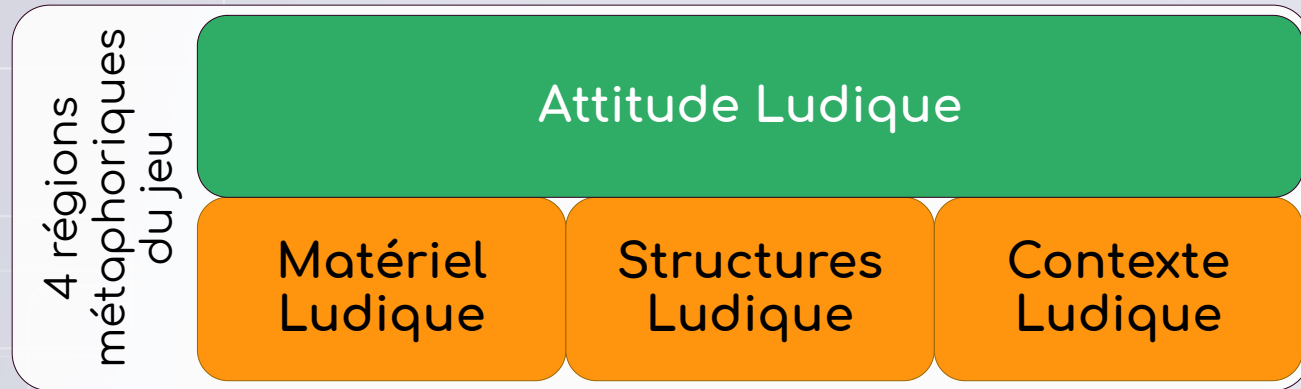 4 régions
métaphoriques
du jeu
Attitude Ludique
Matériel
Ludique
Structures
Ludique
Contexte
Ludique